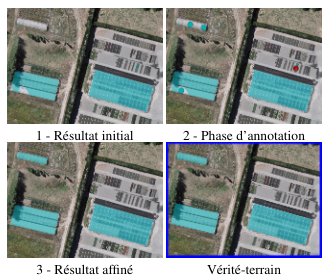 1 - Résultat initial
2 - Phase d'annotation
3 - Résultat affiné
Vérité-terrain